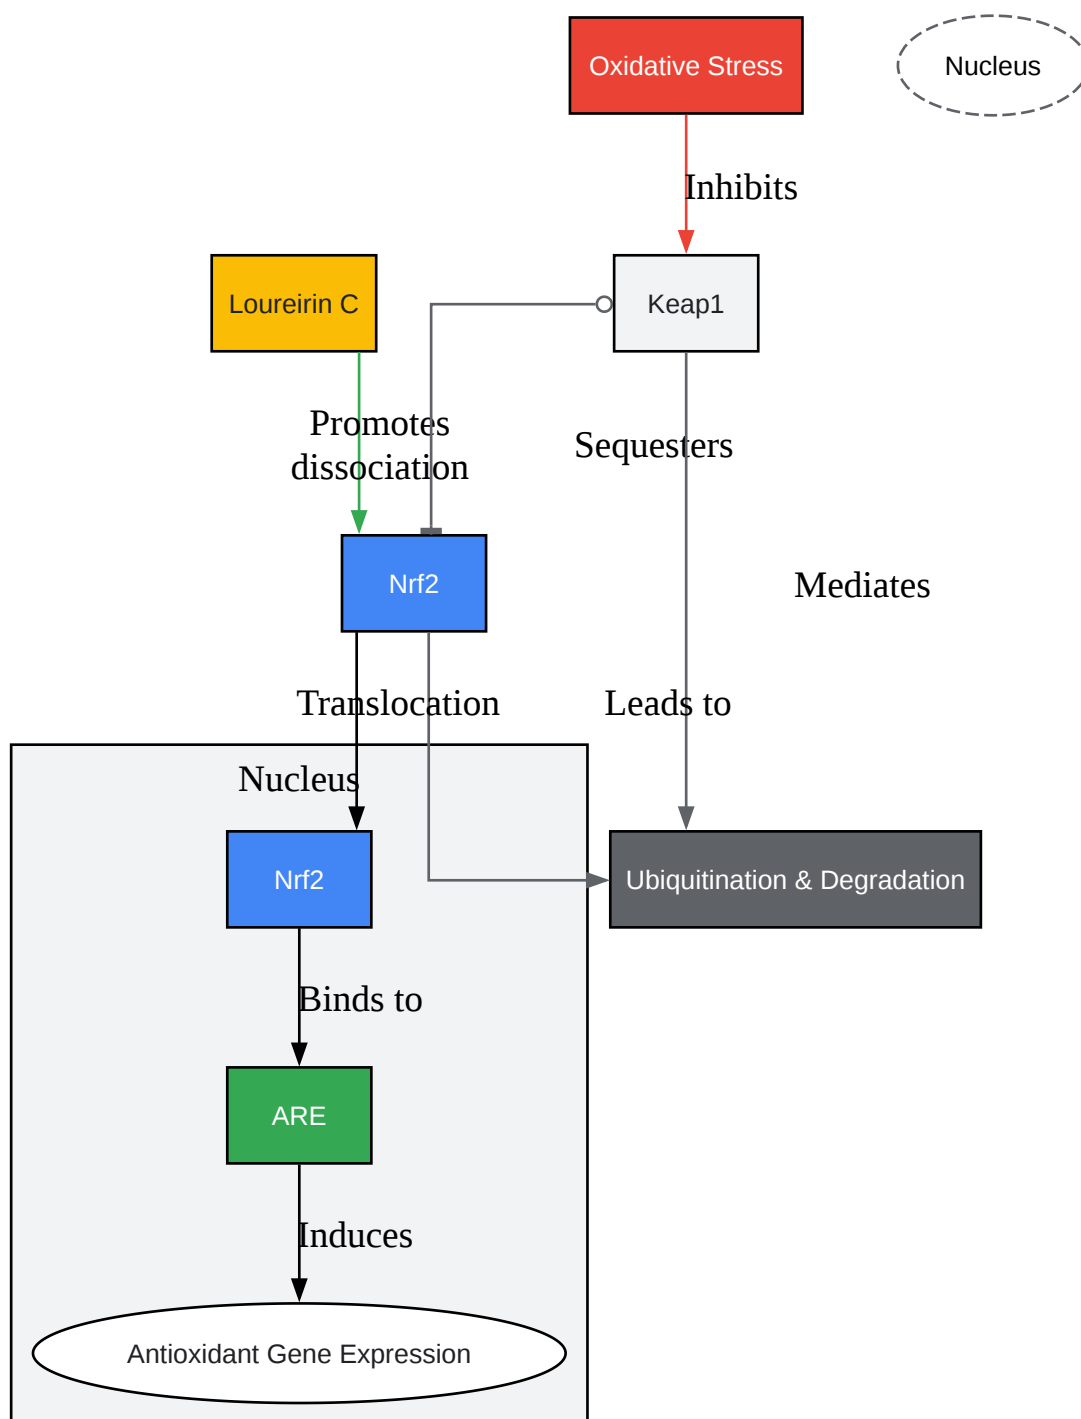 Oxidative Stress
Nucleus
Inhibits
Loureirin C
Keap1
Promotes
dissociation
Sequesters
Nrf2
Mediates
Translocation
Leads to
Nucleus
Nrf2
Ubiquitination & Degradation
Binds to
ARE
Induces
Antioxidant Gene Expression